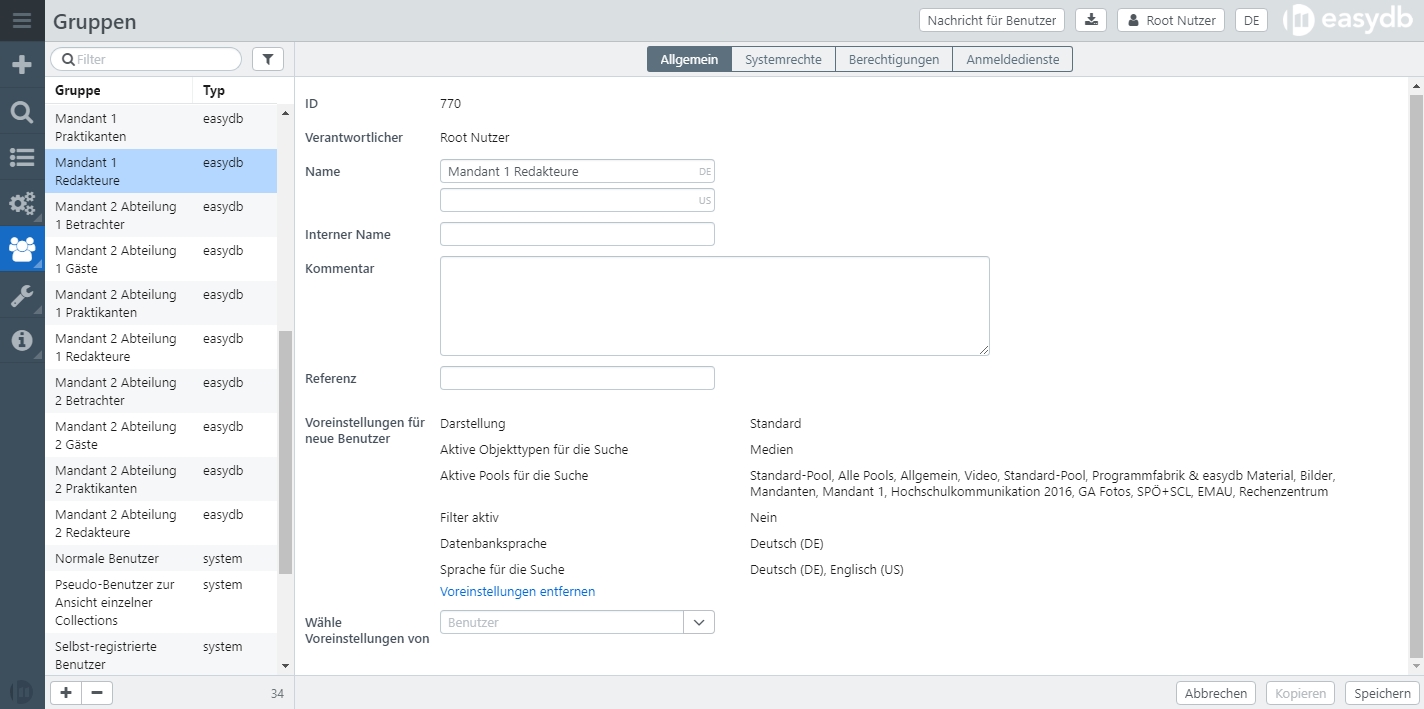 Gruppen
Nachricht für Benutzer
Root Nutzer
DE
easydb
Filter
Gruppe Typ
Mandant 1 easydb
Praktikanten
Mandant 1 easydb
Redakteure
Mandant 2 Abteilung easydb
1 Betrachter
Mandant 2 Abteilung easydb
1 Gäste
Mandant 2 Abteilung easydb
1 Praktikanten
Mandant 2 Abteilung easydb
1 Redakteure
Mandant 2 Abteilung easydb
2 Betrachter
Mandant 2 Abteilung easydb
2 Gäste
Mandant 2 Abteilung easydb
2 Praktikanten
Mandant 2 Abteilung easydb
2 Redakteure
Normale Benutzer system
Pseudo-Benutzer zur system
Ansicht einzelner
Collections
Selbst-registrierte system
Benutzer
34
Allgemein Systemrechte Berechtigungen Anmeldedienste
ID 770
Verantwortlicher Root Nutzer
Name Mandant 1 Redakteure DE
US
Interner Name
Kommentar
Referenz
Voreinstellungen für
neue Benutzer
Darstellung Standard
Aktive Objekttypen für die Suche Medien
Aktive Pools für die Suche Standard-Pool, Alle Pools, Allgemein, Video, Standard-Pool, Programmfabrik & easydb Material, Bilder,
Mandanten, Mandant 1, Hochschulkommunikation 2016, GA Fotos, SPÖ+SCL, EMAU, Rechenzentrum
Filter aktiv Nein
Datenbanksprache Deutsch (DE)
Sprache für die Suche Deutsch (DE), Englisch (US)
Voreinstellungen entfernen
Wähle
Voreinstellungen von
Benutzer
Abbrechen Kopieren Speichern